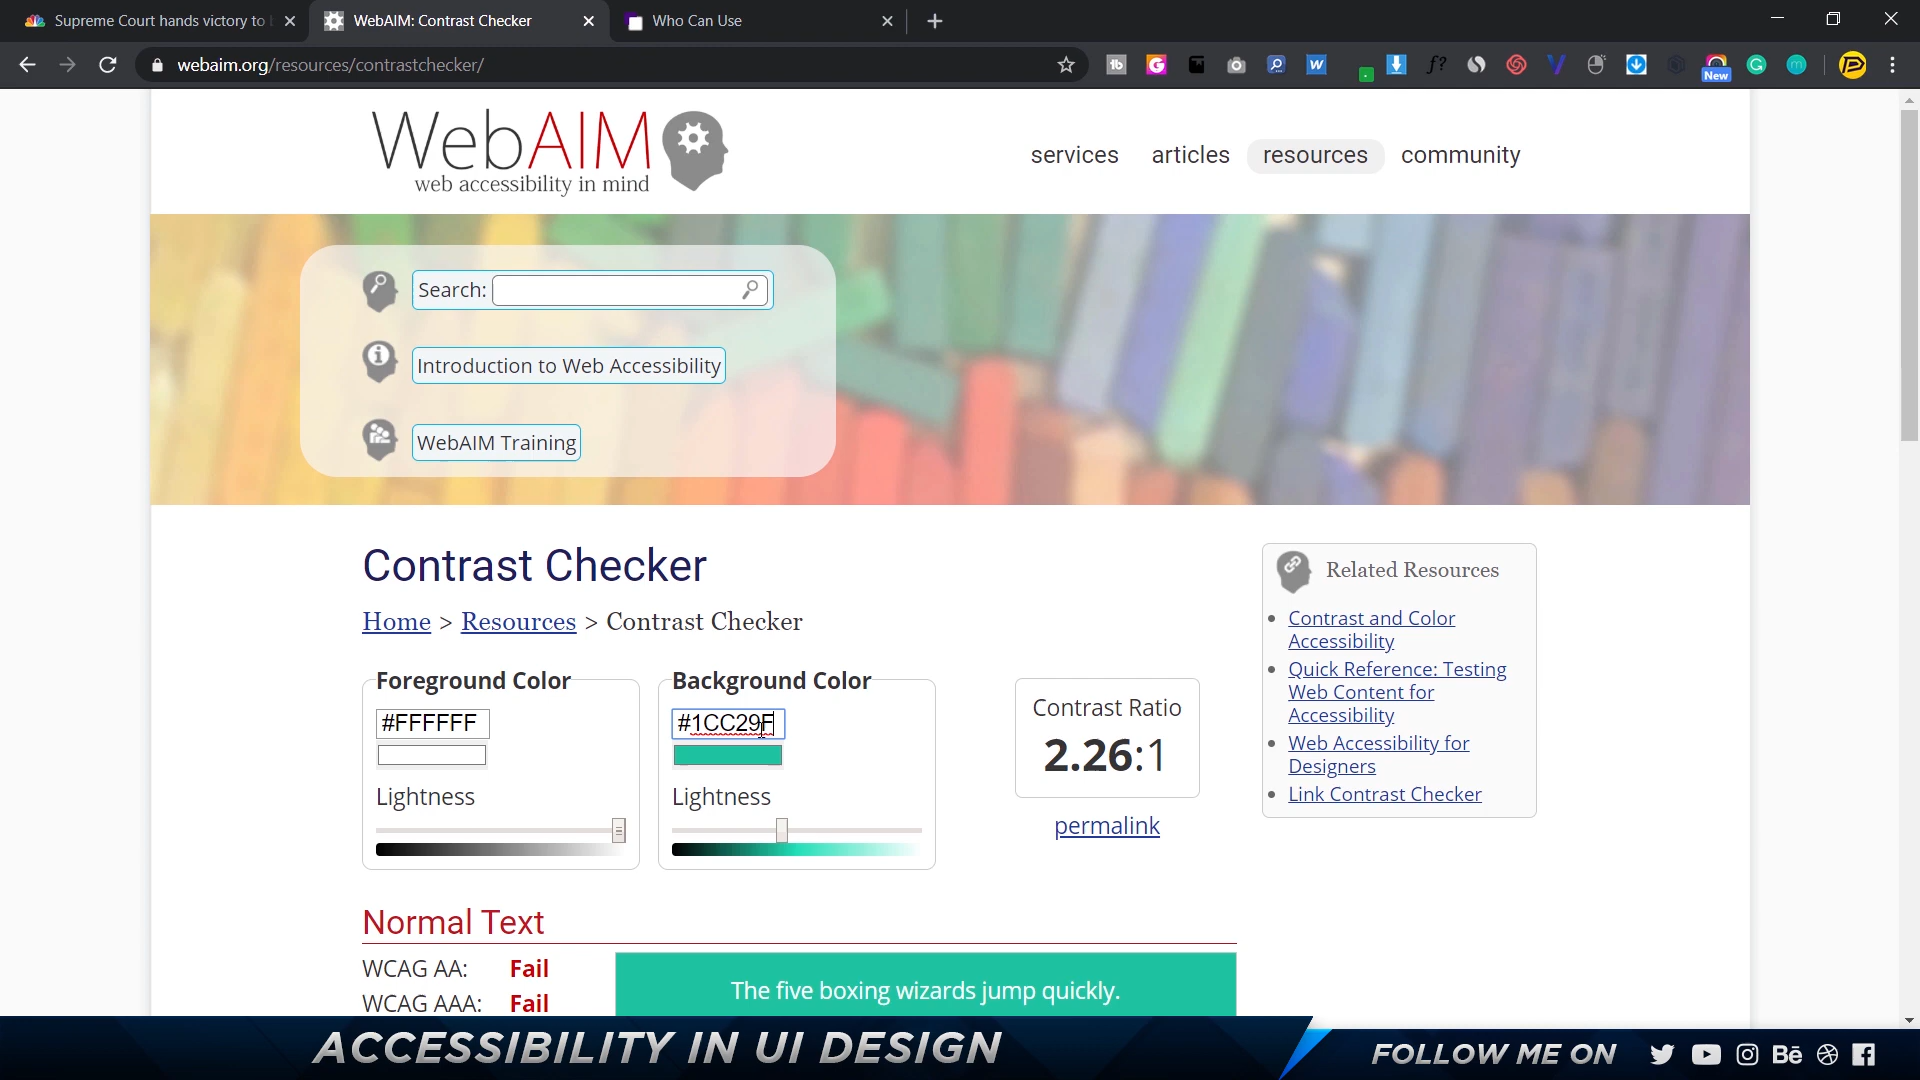 Supreme Court hands victory to
WebAIM: Contrast Checker
Who Can Use
webaim.org/resources/contrastchecker/
New
WebAIM
web accessibility in mind
services
articles
resources
community
Search:
Introduction to Web Accessibility
WebAIM Training
Contrast Checker
Home > Resources > Contrast Checker
Foreground Color
#FFFFFF
Lightness
Background Color
#1CC29F
Lightness
Contrast Ratio
2.26:1
permalink
Related Resources
Contrast and Color
Accessibility
Quick Reference: Testing
Web Content for
Accessibility
Web Accessibility for
Designers
Link Contrast Checker
Normal Text
WCAG AA: Fail
WCAG AAA: Fail
The five boxing wizards jump quickly.
ACCESSIBILITY IN UI DESIGN
FOLLOW ME ON